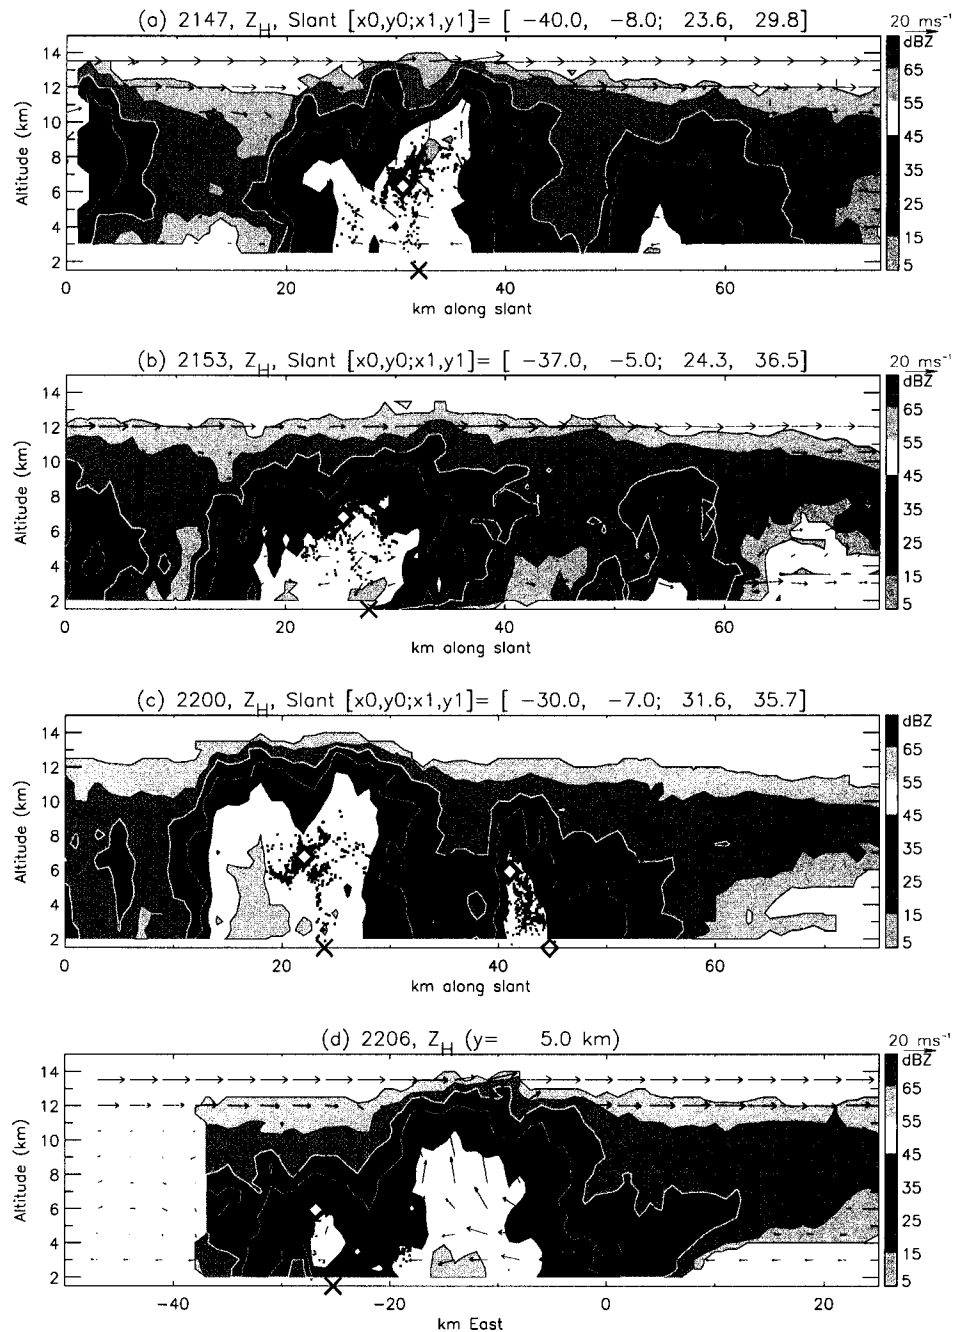 (a) 2147, Z_H, Slant [x0,y0;x1,y1]= [ -40.0, -8.0; 23.6, 29.8]
20 ms⁻¹
dBZ
14
12
10
8
6
4
2
Altitude (km)
65
55
45
35
25
15
5
0 20 40 60
km along slant
(b) 2153, Z_H, Slant [x0,y0;x1,y1]= [ -37.0, -5.0; 24.3, 36.5]
20 ms⁻¹
dBZ
14
12
10
8
6
4
2
Altitude (km)
65
55
45
35
25
15
5
0 20 40 60
km along slant
(c) 2200, Z_H, Slant [x0,y0;x1,y1]= [ -30.0, -7.0; 31.6, 35.7]
dBZ
14
12
10
8
6
4
2
Altitude (km)
65
55
45
35
25
15
5
0 20 40 60
km along slant
(d) 2206, Z_H (y= 5.0 km)
20 ms⁻¹
dBZ
14
12
10
8
6
4
2
Altitude (km)
65
55
45
35
25
15
5
-40 -20 0 20
km East